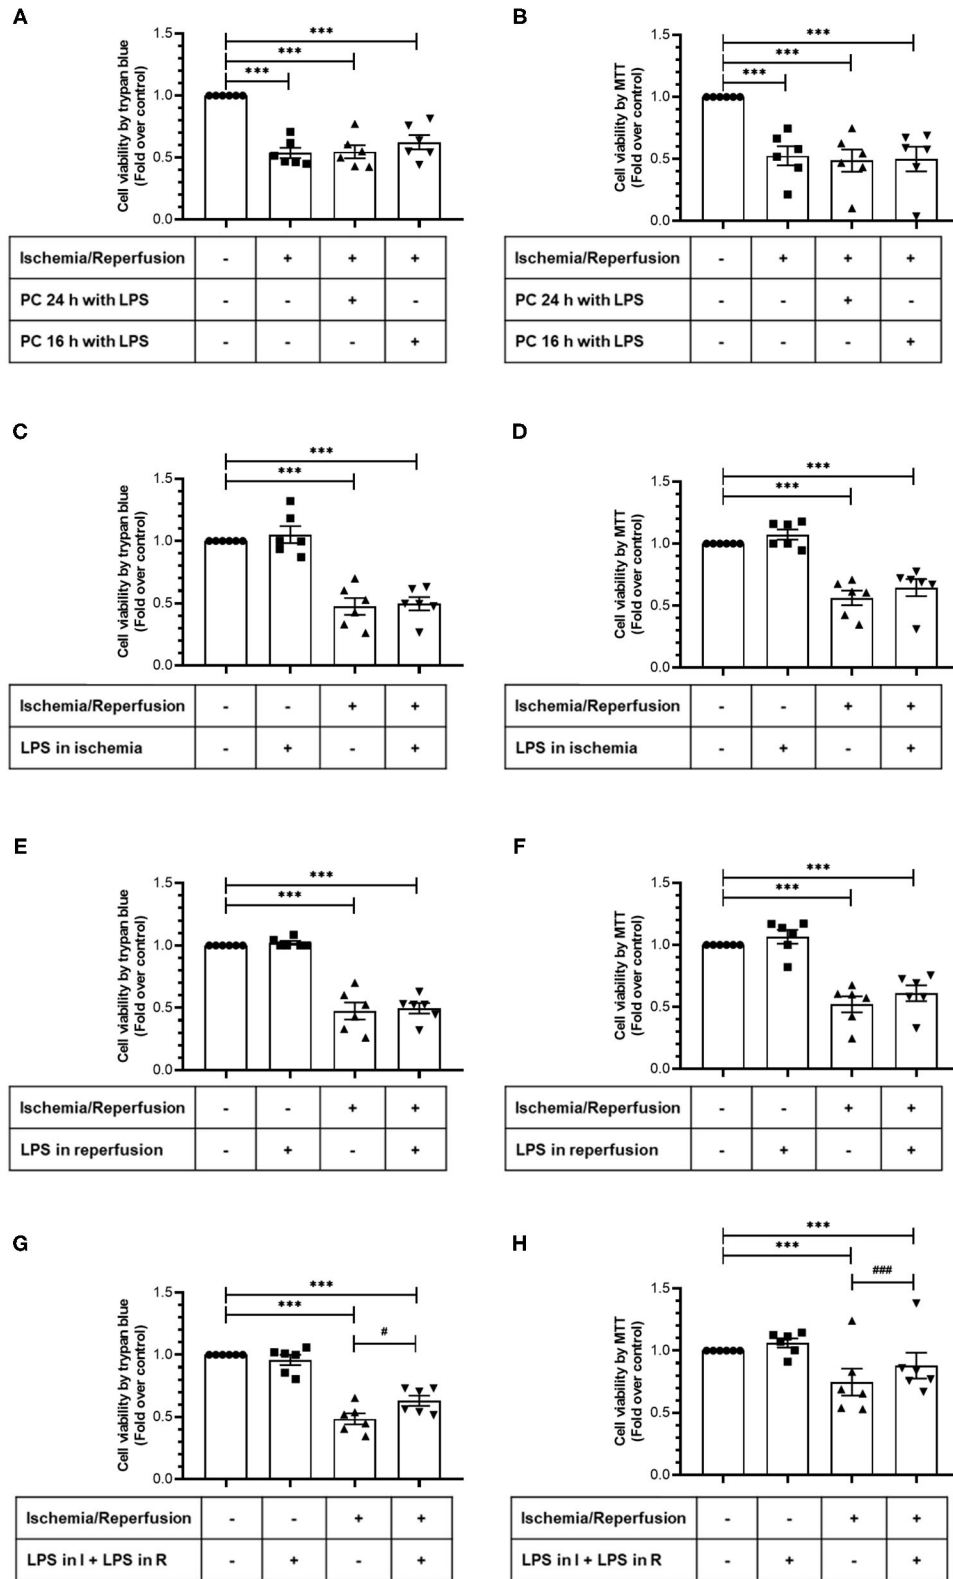 A
Cell viability by trypan blue
(Fold over control)
1.5
1.0
0.5
0.0
***
***
***
Ischemia/Reperfusion - + + +
PC 24 h with LPS - - + -
PC 16 h with LPS - - - +
B
Cell viability by MTT
(Fold over control)
1.5
1.0
0.5
0.0
***
***
***
Ischemia/Reperfusion - + + +
PC 24 h with LPS - - + -
PC 16 h with LPS - - - +
C
Cell viability by trypan blue
(Fold over control)
1.5
1.0
0.5
0.0
***
***
Ischemia/Reperfusion - - + +
LPS in ischemia - + - +
D
Cell viability by MTT
(Fold over control)
1.5
1.0
0.5
0.0
***
***
Ischemia/Reperfusion - - + +
LPS in ischemia - + - +
E
Cell viability by trypan blue
(Fold over control)
1.5
1.0
0.5
0.0
***
***
Ischemia/Reperfusion - - + +
LPS in reperfusion - + - +
F
Cell viability by MTT
(Fold over control)
1.5
1.0
0.5
0.0
***
***
Ischemia/Reperfusion - - + +
LPS in reperfusion - + - +
G
Cell viability by trypan blue
(Fold over control)
1.5
1.0
0.5
0.0
***
***
#
Ischemia/Reperfusion - - + +
LPS in I + LPS in R - + - +
H
Cell viability by MTT
(Fold over control)
1.5
1.0
0.5
0.0
***
***
###
Ischemia/Reperfusion - - + +
LPS in I + LPS in R - + - +